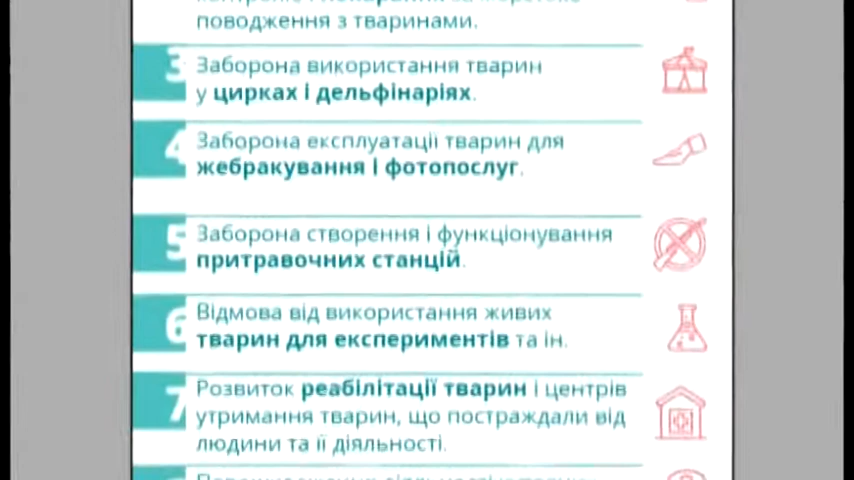 поводження з тваринами.
3 Заборона використання тварин
у цирках і дельфінаріях.
4 Заборона експлуатації тварин для
жебракування і фотопослуг.
5 Заборона створення і функціонування
притравочних станцій.
6 Відмова від використання живих
тварин для експериментів та ін.
7 Розвиток реабілітації тварин і центрів
утримання тварин, що постраждали від
людини та її діяльності.